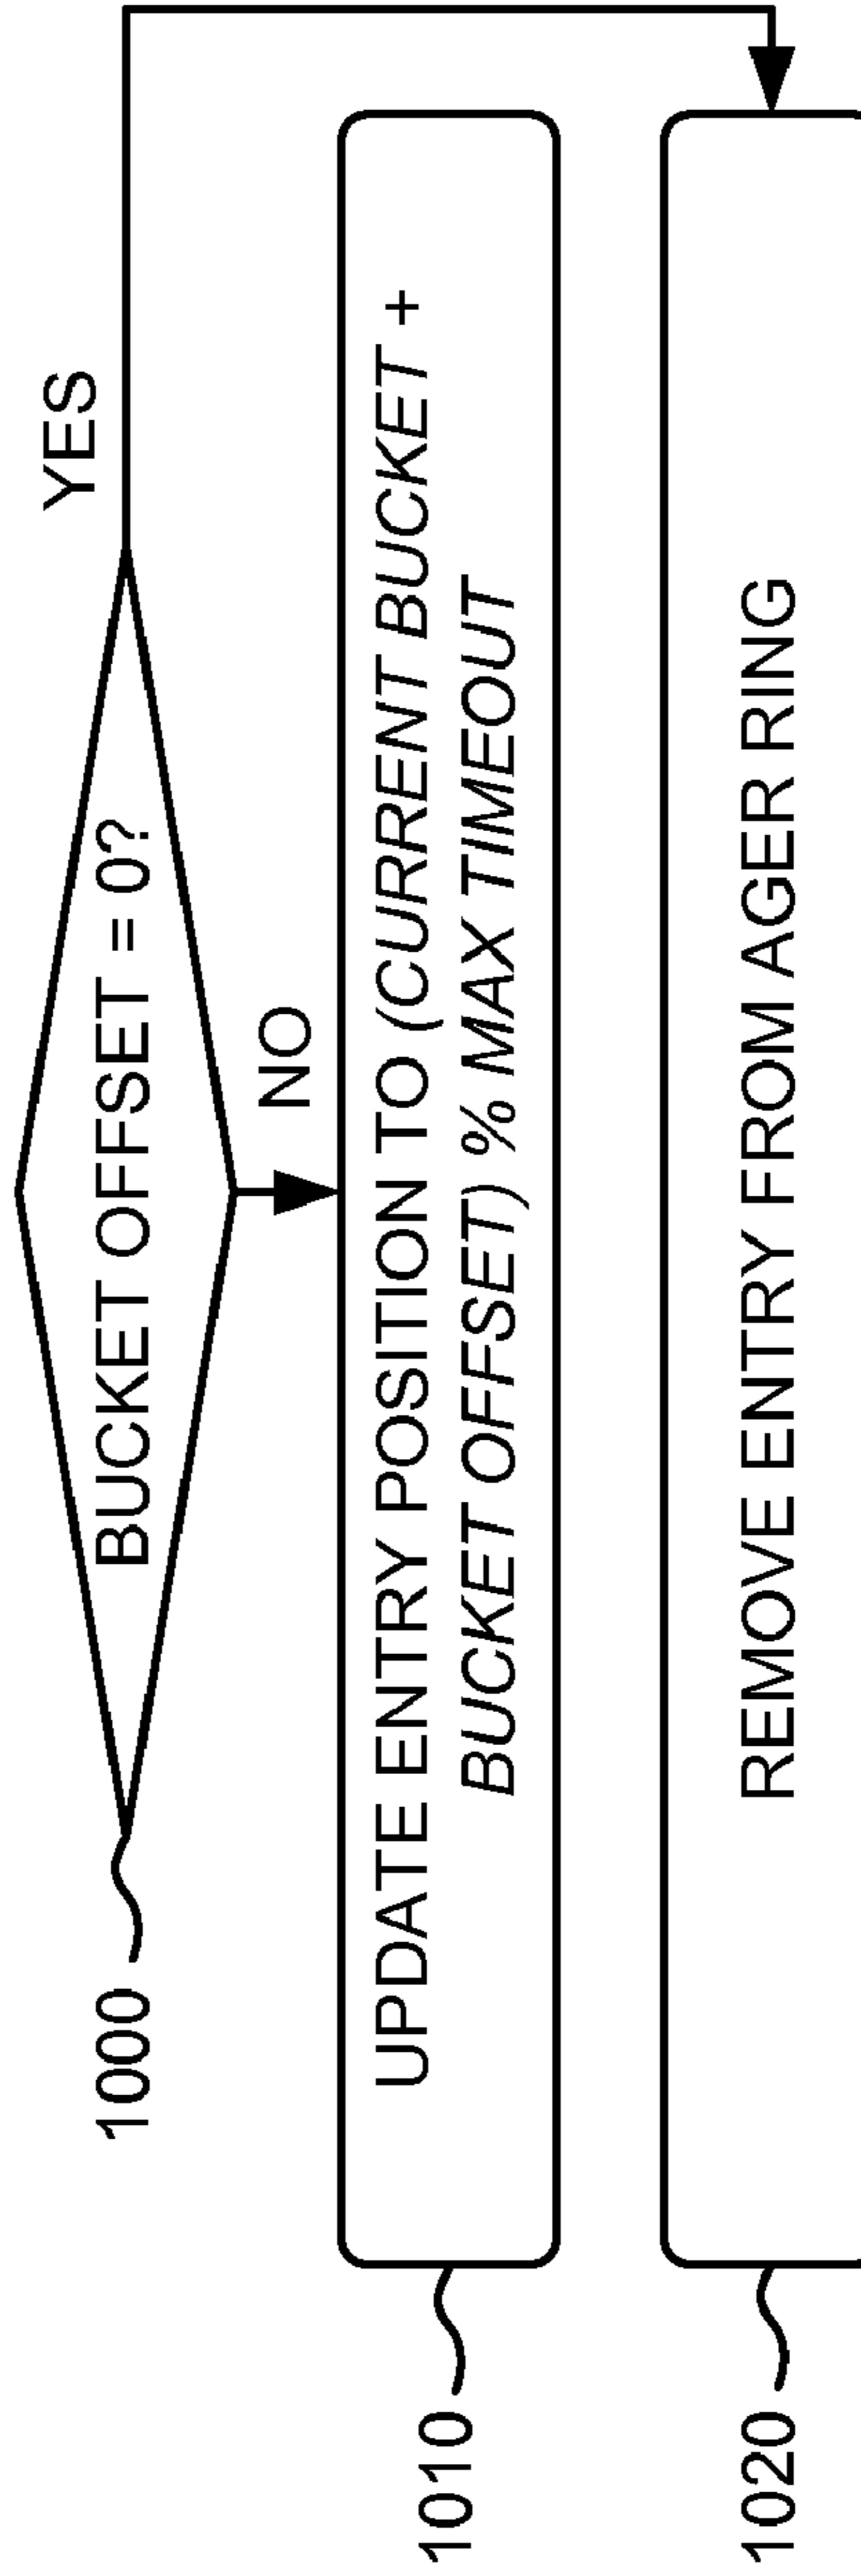 YES
1000
BUCKET OFFSET = 0?
NO
1010
UPDATE ENTRY POSITION TO (CURRENT BUCKET +
BUCKET OFFSET) % MAX TIMEOUT
1020
REMOVE ENTRY FROM AGER RING